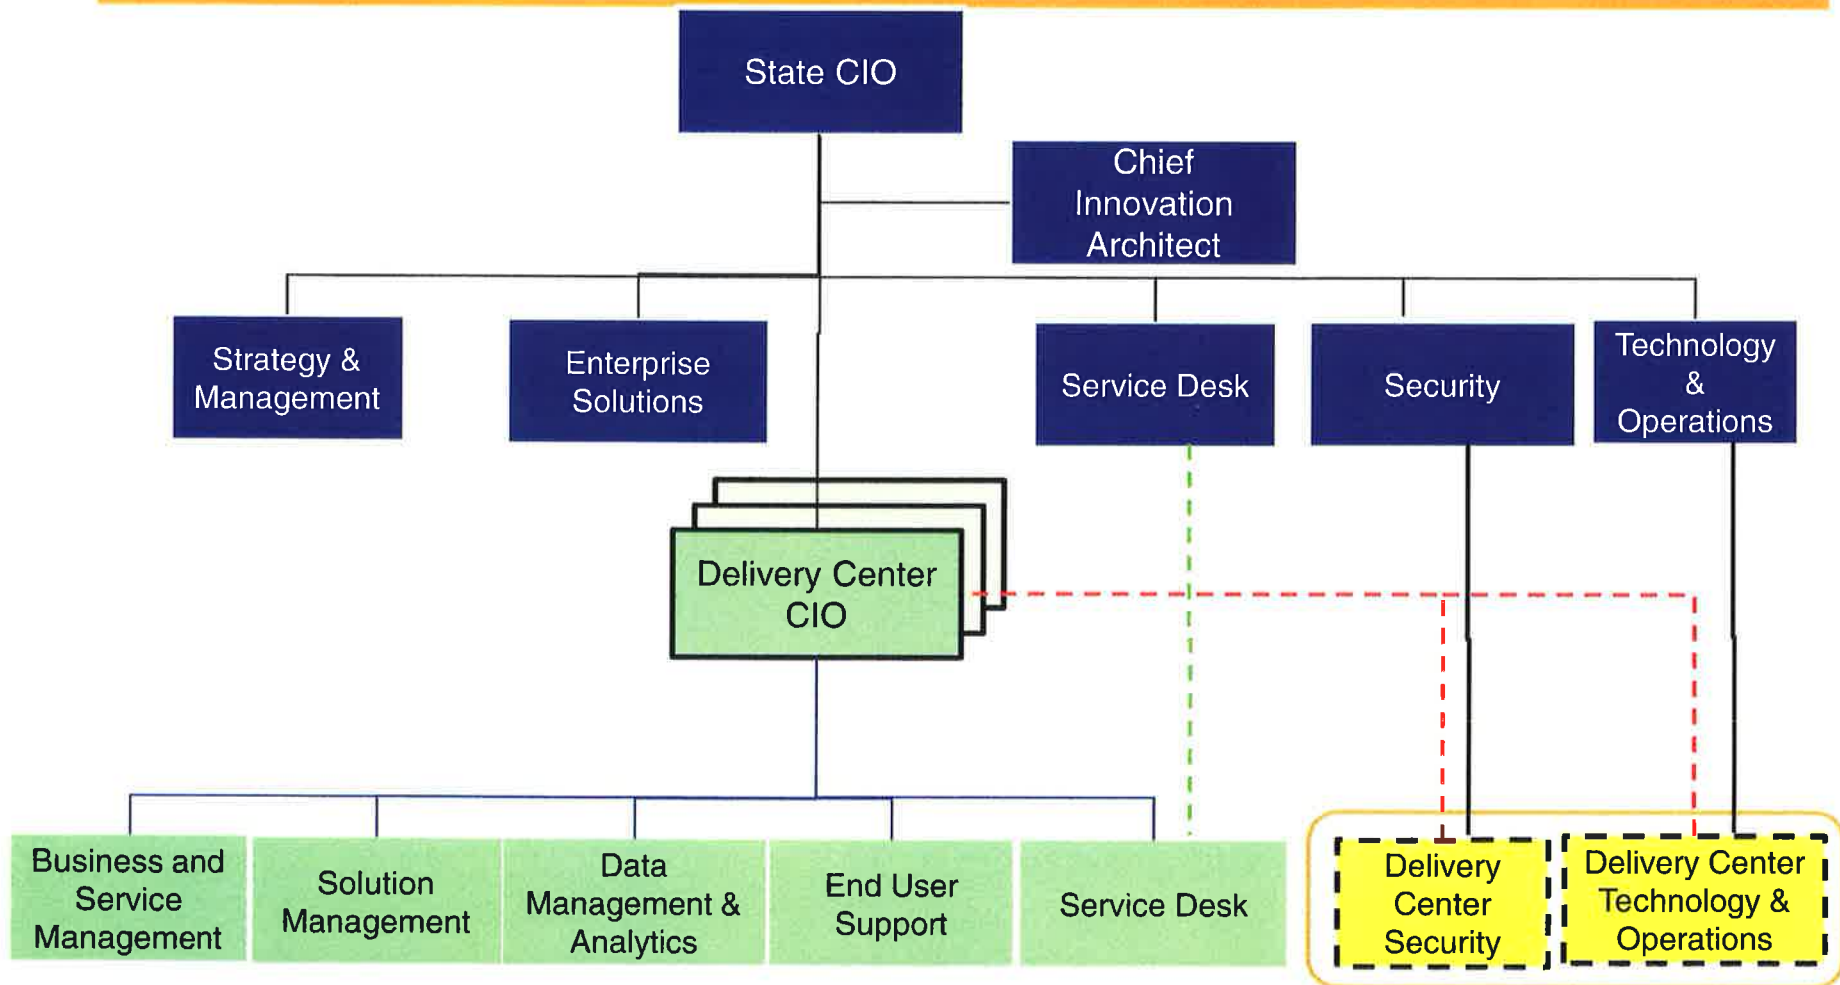 State CIO
Chief
Innovation
Architect
Strategy &
Management
Enterprise
Solutions
Service Desk
Security
Technology
&
Operations
Delivery Center
CIO
Business and
Service
Management
Solution
Management
Data
Management &
Analytics
End User
Support
Service Desk
Delivery
Center
Security
Delivery Center
Technology &
Operations